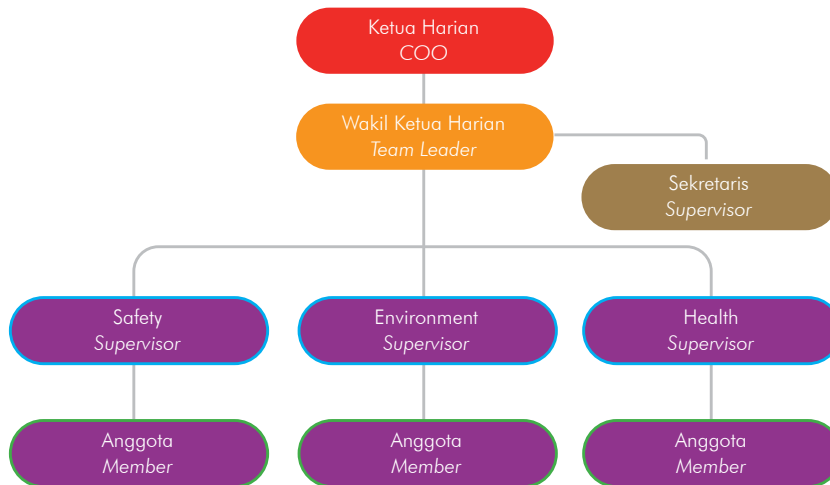 Ketua Harian
COO
Wakil Ketua Harian
Team Leader
Sekretaris
Supervisor
Safety
Supervisor
Environment
Supervisor
Health
Supervisor
Anggota
Member
Anggota
Member
Anggota
Member